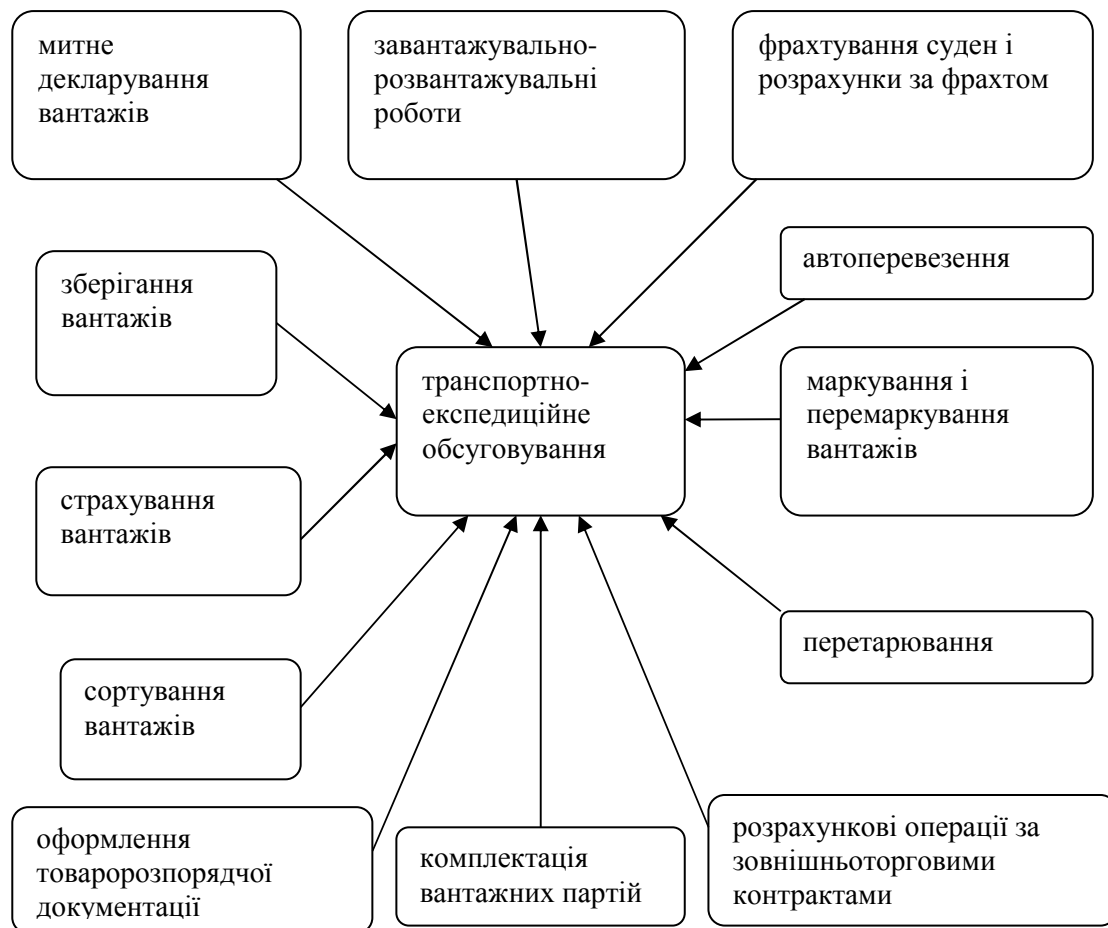 митне
декларування
вантажів
завантажувально-
розвантажувальні
роботи
фрахтування суден і
розрахунки за фрахтом
зберігання
вантажів
автоперевезення
транспортно-
експедиційне
обсуговування
маркування і
перемаркування
вантажів
страхування
вантажів
перетарювання
сортування
вантажів
оформлення
товаророзпорядчої
документації
комплектація
вантажних партій
розрахункові операції за
зовнішньоторговими
контрактами